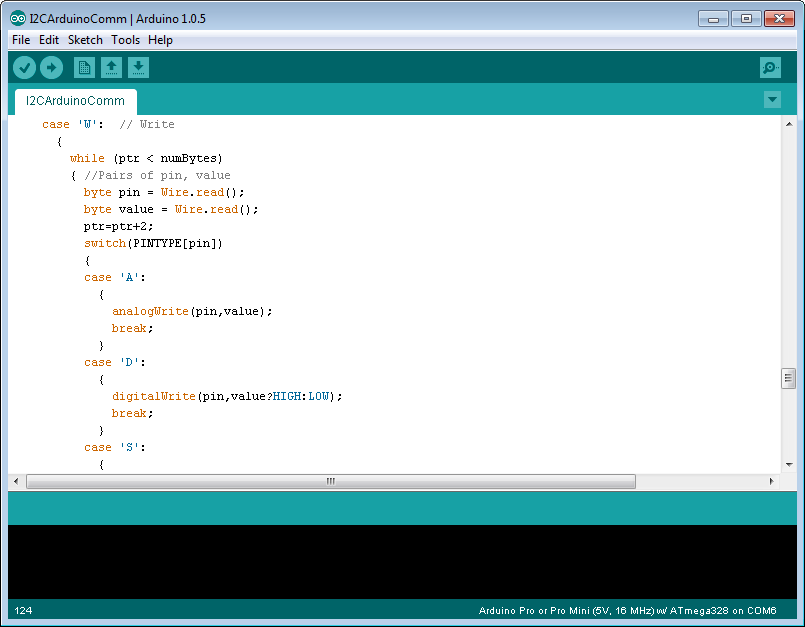 I2CArduinoComm | Arduino 1.0.5
File Edit Sketch Tools Help
I2CArduinoComm
case 'W':  // Write
{
while (ptr < numBytes)
{ //Pairs of pin, value
byte pin = Wire.read();
byte value = Wire.read();
ptr=ptr+2;
switch(PINTYPE[pin])
{
case 'A':
{
analogWrite(pin,value);
break;
}
case 'D':
{
digitalWrite(pin,value?HIGH:LOW);
break;
}
case 'S':
{
124 Arduino Pro or Pro Mini (5V, 16 MHz) w/ ATmega328 on COM6